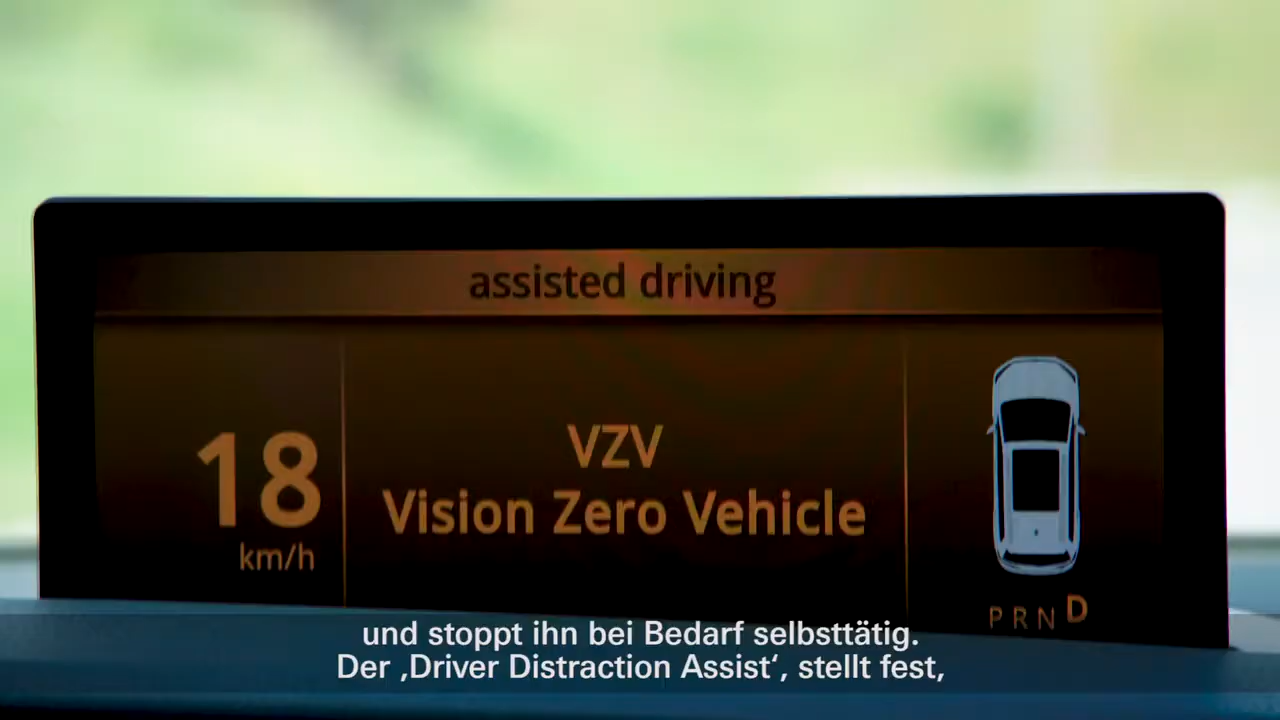 assisted driving
18
km/h
VZV
Vision Zero Vehicle
P R N D
und stoppt ihn bei Bedarf selbsttätig.
Der ‚Driver Distraction Assist‘, stellt fest,